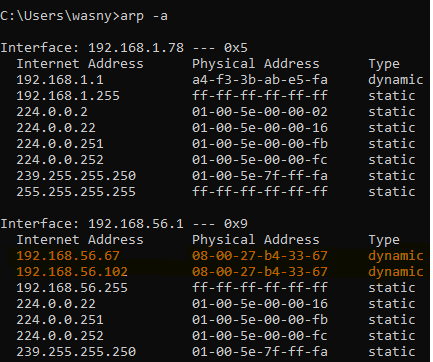 C:\Users\wasny>arp -a
Interface: 192.168.1.78 --- 0x5
Internet Address Physical Address Type
192.168.1.1 a4-f3-3b-ab-e5-fa dynamic
192.168.1.255 ff-ff-ff-ff-ff-ff static
224.0.0.2 01-00-5e-00-00-02 static
224.0.0.22 01-00-5e-00-00-16 static
224.0.0.251 01-00-5e-00-00-fb static
224.0.0.252 01-00-5e-00-00-fc static
239.255.255.250 01-00-5e-7f-ff-fa static
255.255.255.255 ff-ff-ff-ff-ff-ff static
Interface: 192.168.56.1 --- 0x9
Internet Address Physical Address Type
192.168.56.67 08-00-27-b4-33-67 dynamic
192.168.56.102 08-00-27-b4-33-67 dynamic
192.168.56.255 ff-ff-ff-ff-ff-ff static
224.0.0.22 01-00-5e-00-00-16 static
224.0.0.251 01-00-5e-00-00-fb static
224.0.0.252 01-00-5e-00-00-fc static
239.255.255.250 01-00-5e-7f-ff-fa static